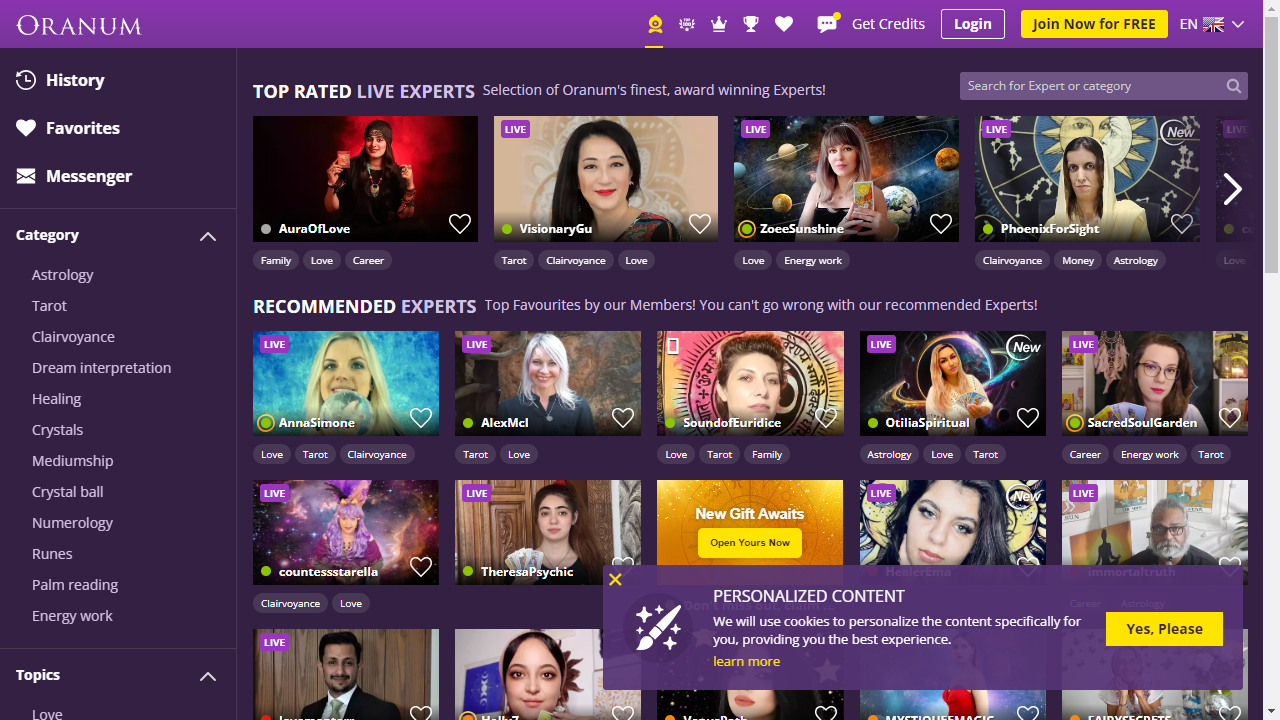 ORANUM
Get Credits
Login
Join Now for FREE
EN
History
Favorites
Messenger
Category
Astrology
Tarot
Clairvoyance
Dream interpretation
Healing
Crystals
Mediumship
Crystal ball
Numerology
Runes
Palm reading
Energy work
Topics
Love
TOP RATED LIVE EXPERTS Selection of Oranum's finest, award winning Experts!
Search for Expert or category
LIVE
LIVE
LIVE
New
LIVE
AuraOfLove
VisionaryGu
ZoeeSunshine
PhoenixForSight
Family Love Career
Tarot Clairvoyance Love
Love Energy work
Clairvoyance Money Astrology
Love
RECOMMENDED EXPERTS Top Favourites by our Members! You can't go wrong with our recommended Experts!
LIVE
LIVE
LIVE
New
LIVE
AnnaSimone
AlexMcl
SoundofEuridice
OtiliaSpiritual
SacredSoulGarden
Love Tarot Clairvoyance
Tarot Love
Love Tarot Family
Astrology Love Tarot
Career Energy work Tarot
LIVE
LIVE
New Gift Awaits
Open Yours Now
LIVE
New
LIVE
countessstarella
TheresaPsychic
HealerEma
immortaltruth
Clairvoyance Love
Don't miss out, claim ...
Career Astrology
PERSONALIZED CONTENT
We will use cookies to personalize the content specifically for
you, providing you the best experience.
learn more
Yes, Please
LIVE